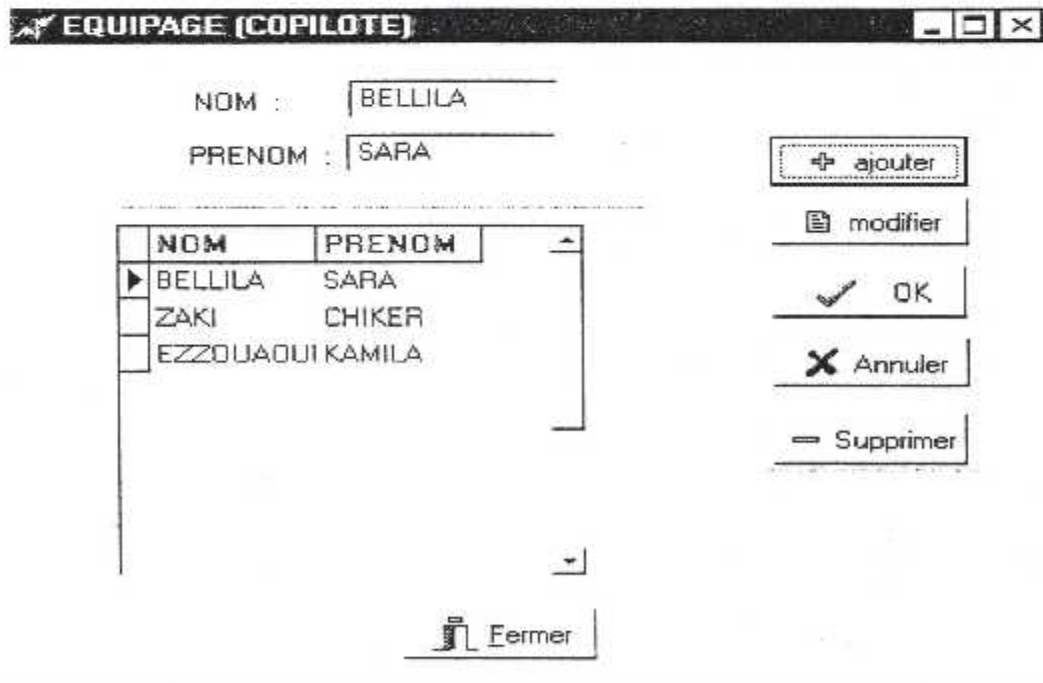 EQUIPAGE (COPILOTE)
NOM : BELLILA
PRENOM : SARA
ajouter
modifier
OK
Annuler
Supprimer
NOM PRENOM
BELLILA SARA
ZAKI CHIKER
EZZOUAOUI KAMILA
Fermer